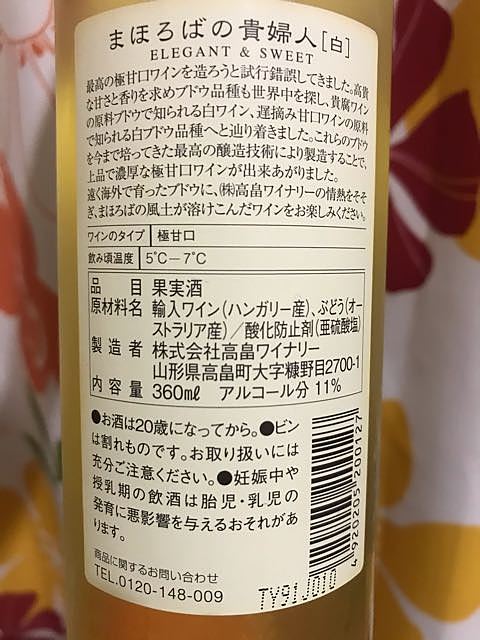 まほろばの貴婦人[白]
ELEGANT & SWEET
最高の極甘口ワインを造ろうと試行錯誤してきました。高貴
な甘さと香りを求めブドウ品種も世界中を探し、貴腐ワイン
の原料ブドウで知られる白ワイン、遅摘み甘口ワインの原料
で知られる白ブドウ品種へと辿り着きました。これらのブドウ
を今まで培ってきた最高の醸造技術により製造することで、
上品で濃厚な極甘口ワインが出来あがりました。
遠く海外で育ったブドウに、(株)高畠ワイナリーの情熱をそそ
ぎ、まほろばの風土が溶けこんだワインをお楽しみください。
ワインのタイプ 極甘口
飲み頃温度 5℃-7℃
品目 果実酒
原材料名 輸入ワイン(ハンガリー産)、ぶどう(オー
ストラリア産)/酸化防止剤(亜硫酸塩)
製造者 株式会社高畠ワイナリー
山形県高畠町大字糠野目2700-1
内容量 360mℓ アルコール分 11%
●お酒は20歳になってから。●ビン
は割れものです。お取り扱いには
充分ご注意ください。●妊娠中や
授乳期の飲酒は胎児・乳児の
発育に悪影響を与えるおそれがあ
ります。
商品に関するお問い合わせ
TEL.0120-148-009
4920205200127
TY91J010